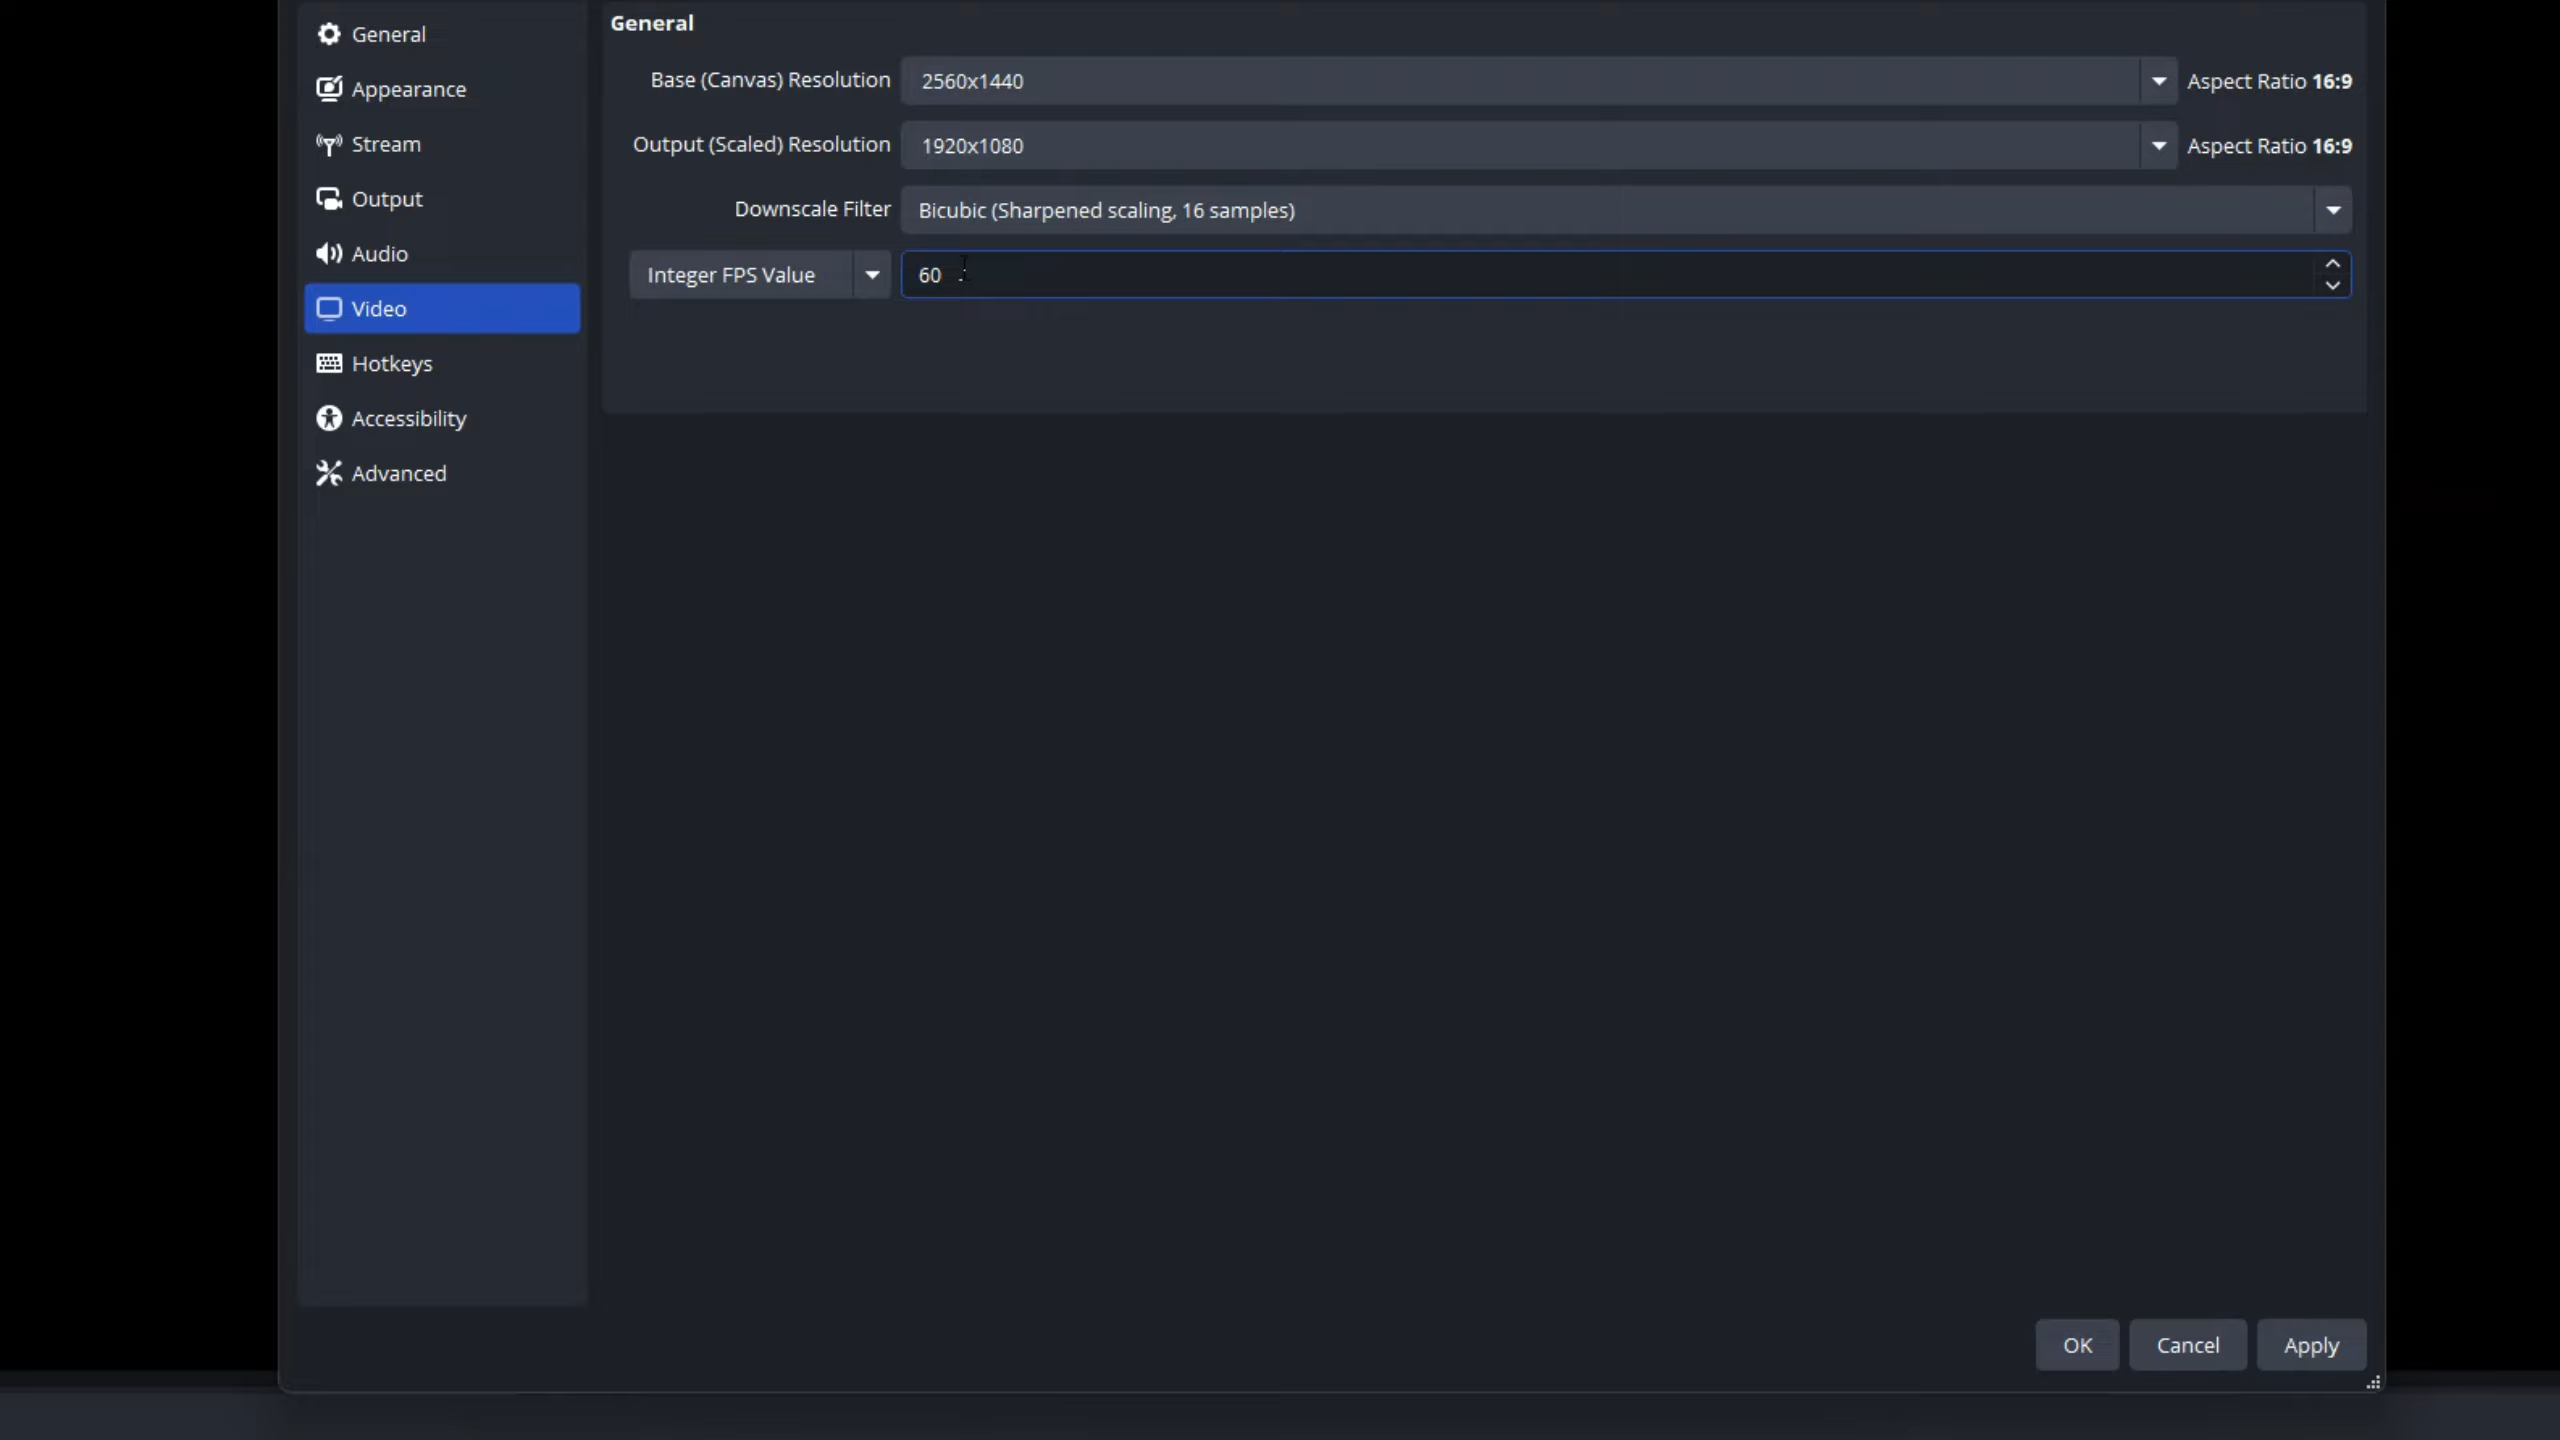 General
Appearance
Stream
Output
Audio
Video
Hotkeys
Accessibility
Advanced
General
Base (Canvas) Resolution 2560x1440 Aspect Ratio 16:9
Output (Scaled) Resolution 1920x1080 Aspect Ratio 16:9
Downscale Filter Bicubic (Sharpened scaling, 16 samples)
Integer FPS Value 60
OK Cancel Apply